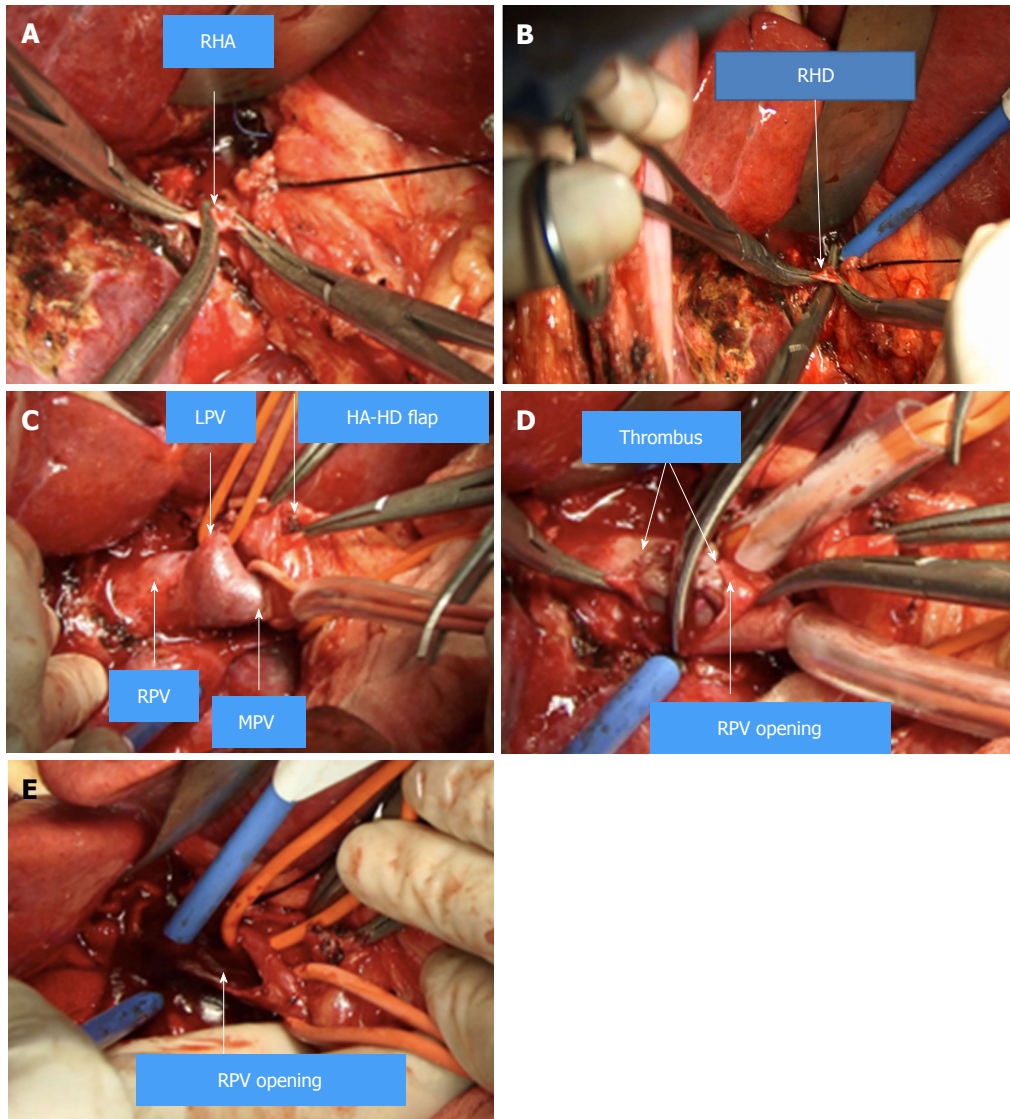 A
RHA
B
RHD
C
LPV
HA-HD flap
RPV
MPV
D
Thrombus
RPV opening
E
RPV opening